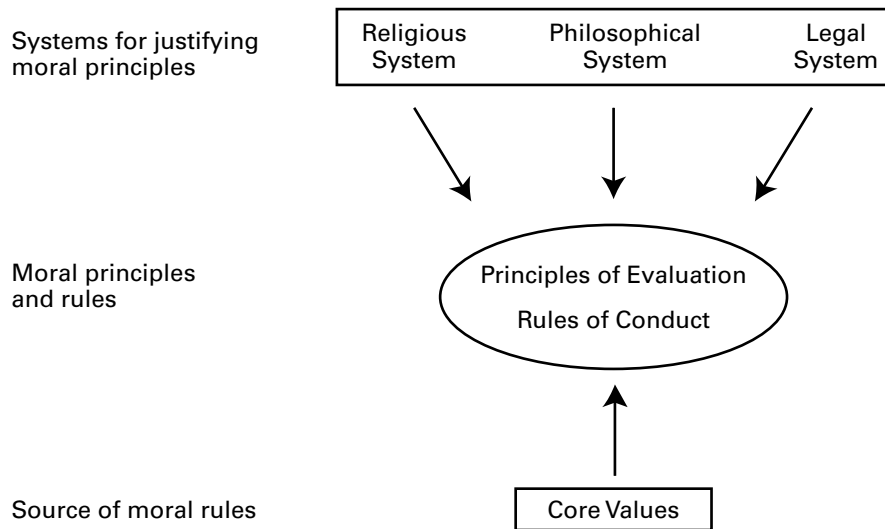 Systems for justifying
moral principles
Religious
System
Philosophical
System
Legal
System
Moral principles
and rules
Principles of Evaluation
Rules of Conduct
Source of moral rules
Core Values